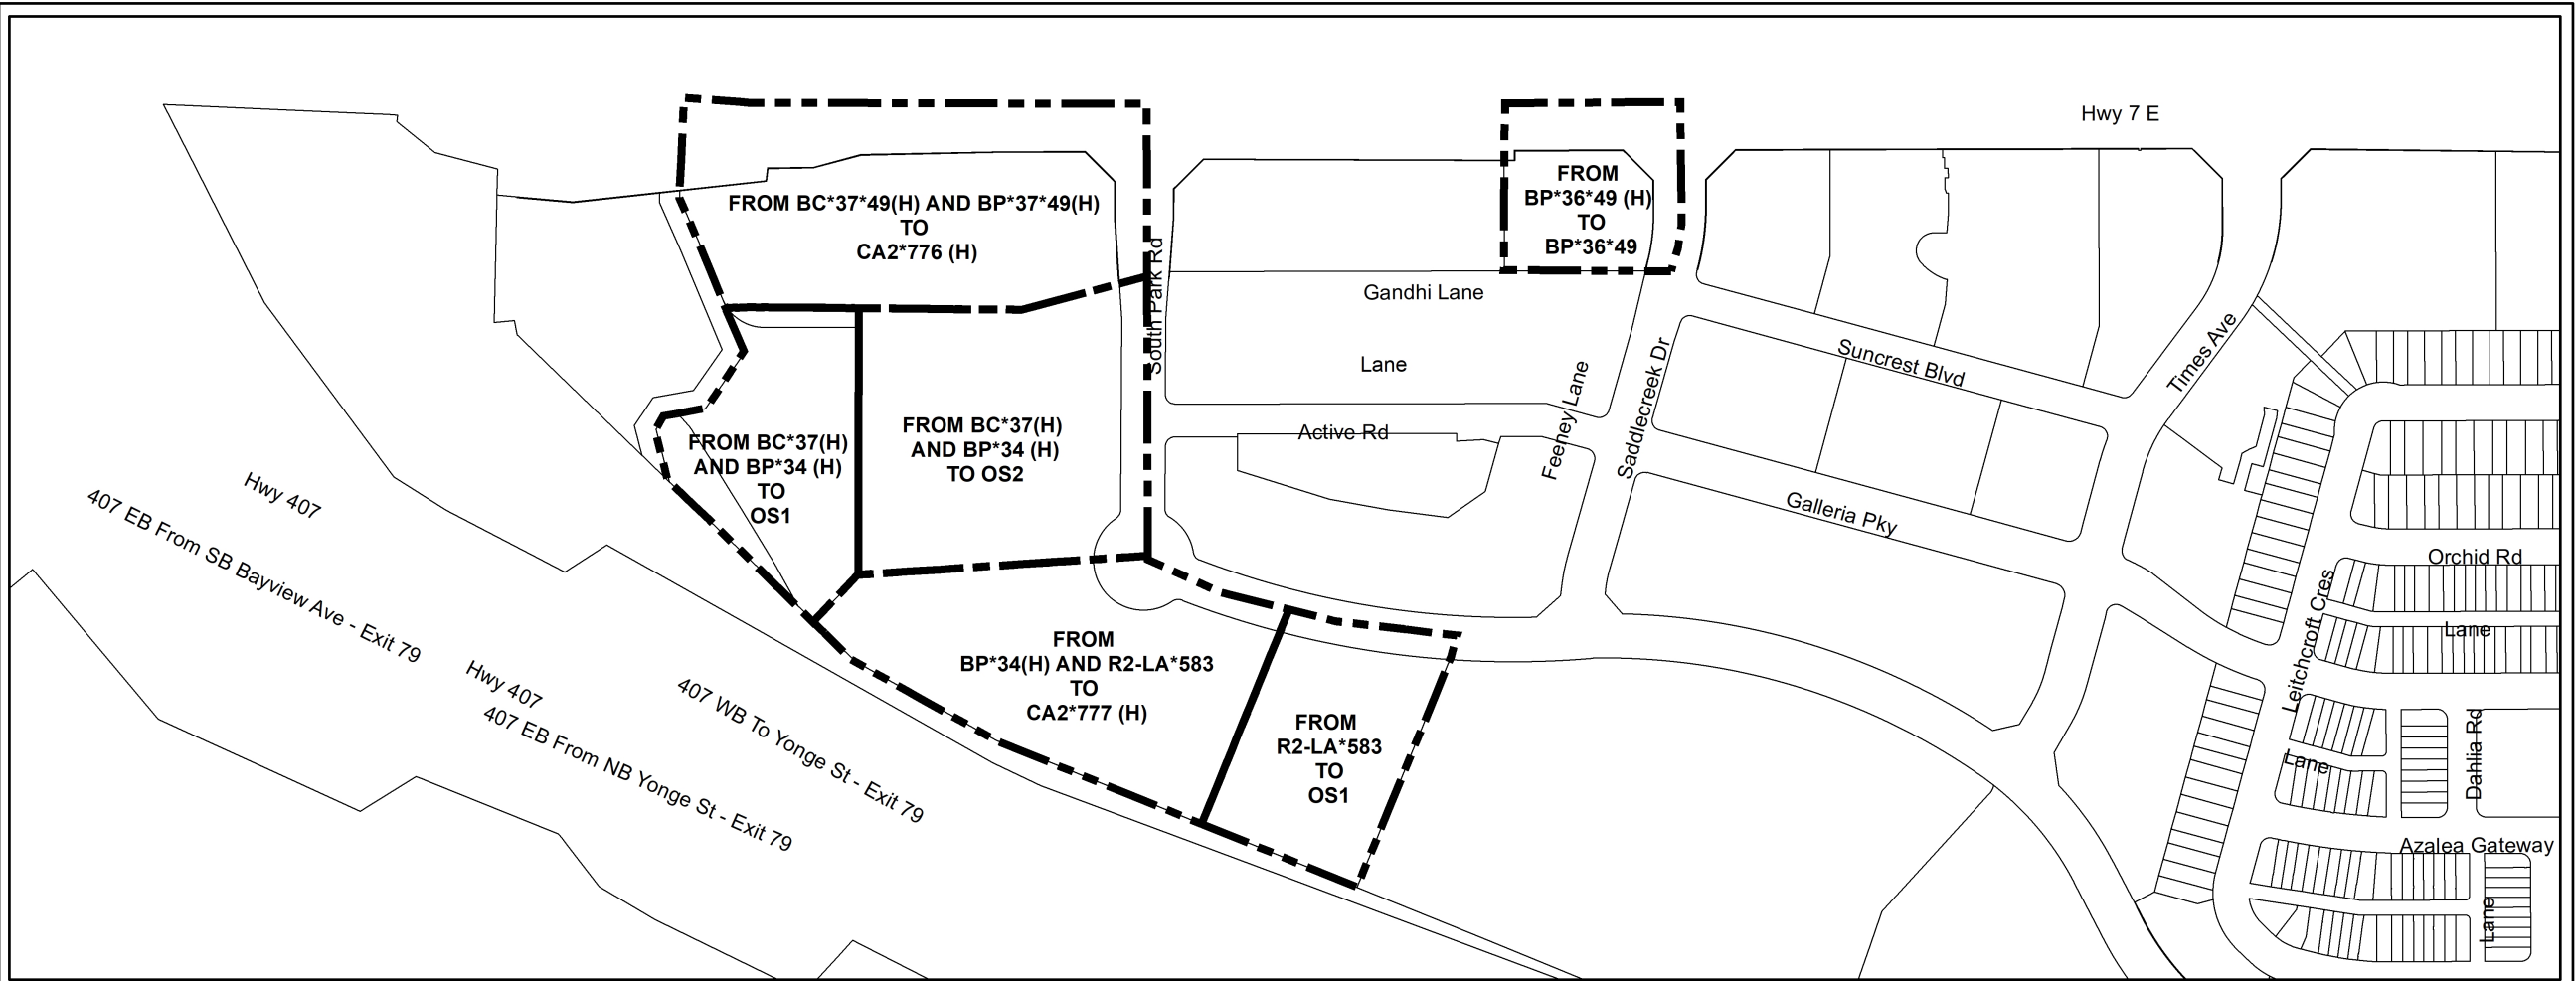 Hwy 7 E
FROM BC*37*49(H) AND BP*37*49(H)
TO
CA2*776 (H)
FROM
BP*36*49 (H)
TO
BP*36*49
South Park Rd
Gandhi Lane
Lane
Active Rd
Feeney Lane
Saddlecreek Dr
Suncrest Blvd
Times Ave
Galleria Pky
FROM BC*37(H)
AND BP*34 (H)
TO
OS1
FROM BC*37(H)
AND BP*34 (H)
TO OS2
Hwy 407
407 EB From SB Bayview Ave - Exit 79
Hwy 407
407 EB From NB Yonge St - Exit 79
407 WB To Yonge St - Exit 79
FROM
BP*34(H) AND R2-LA*583
TO
CA2*777 (H)
FROM
R2-LA*583
TO
OS1
Orchid Rd
Leitchcroft Cres
Lane
Lane
Dahlia Rd
Azalea Gateway
Lane